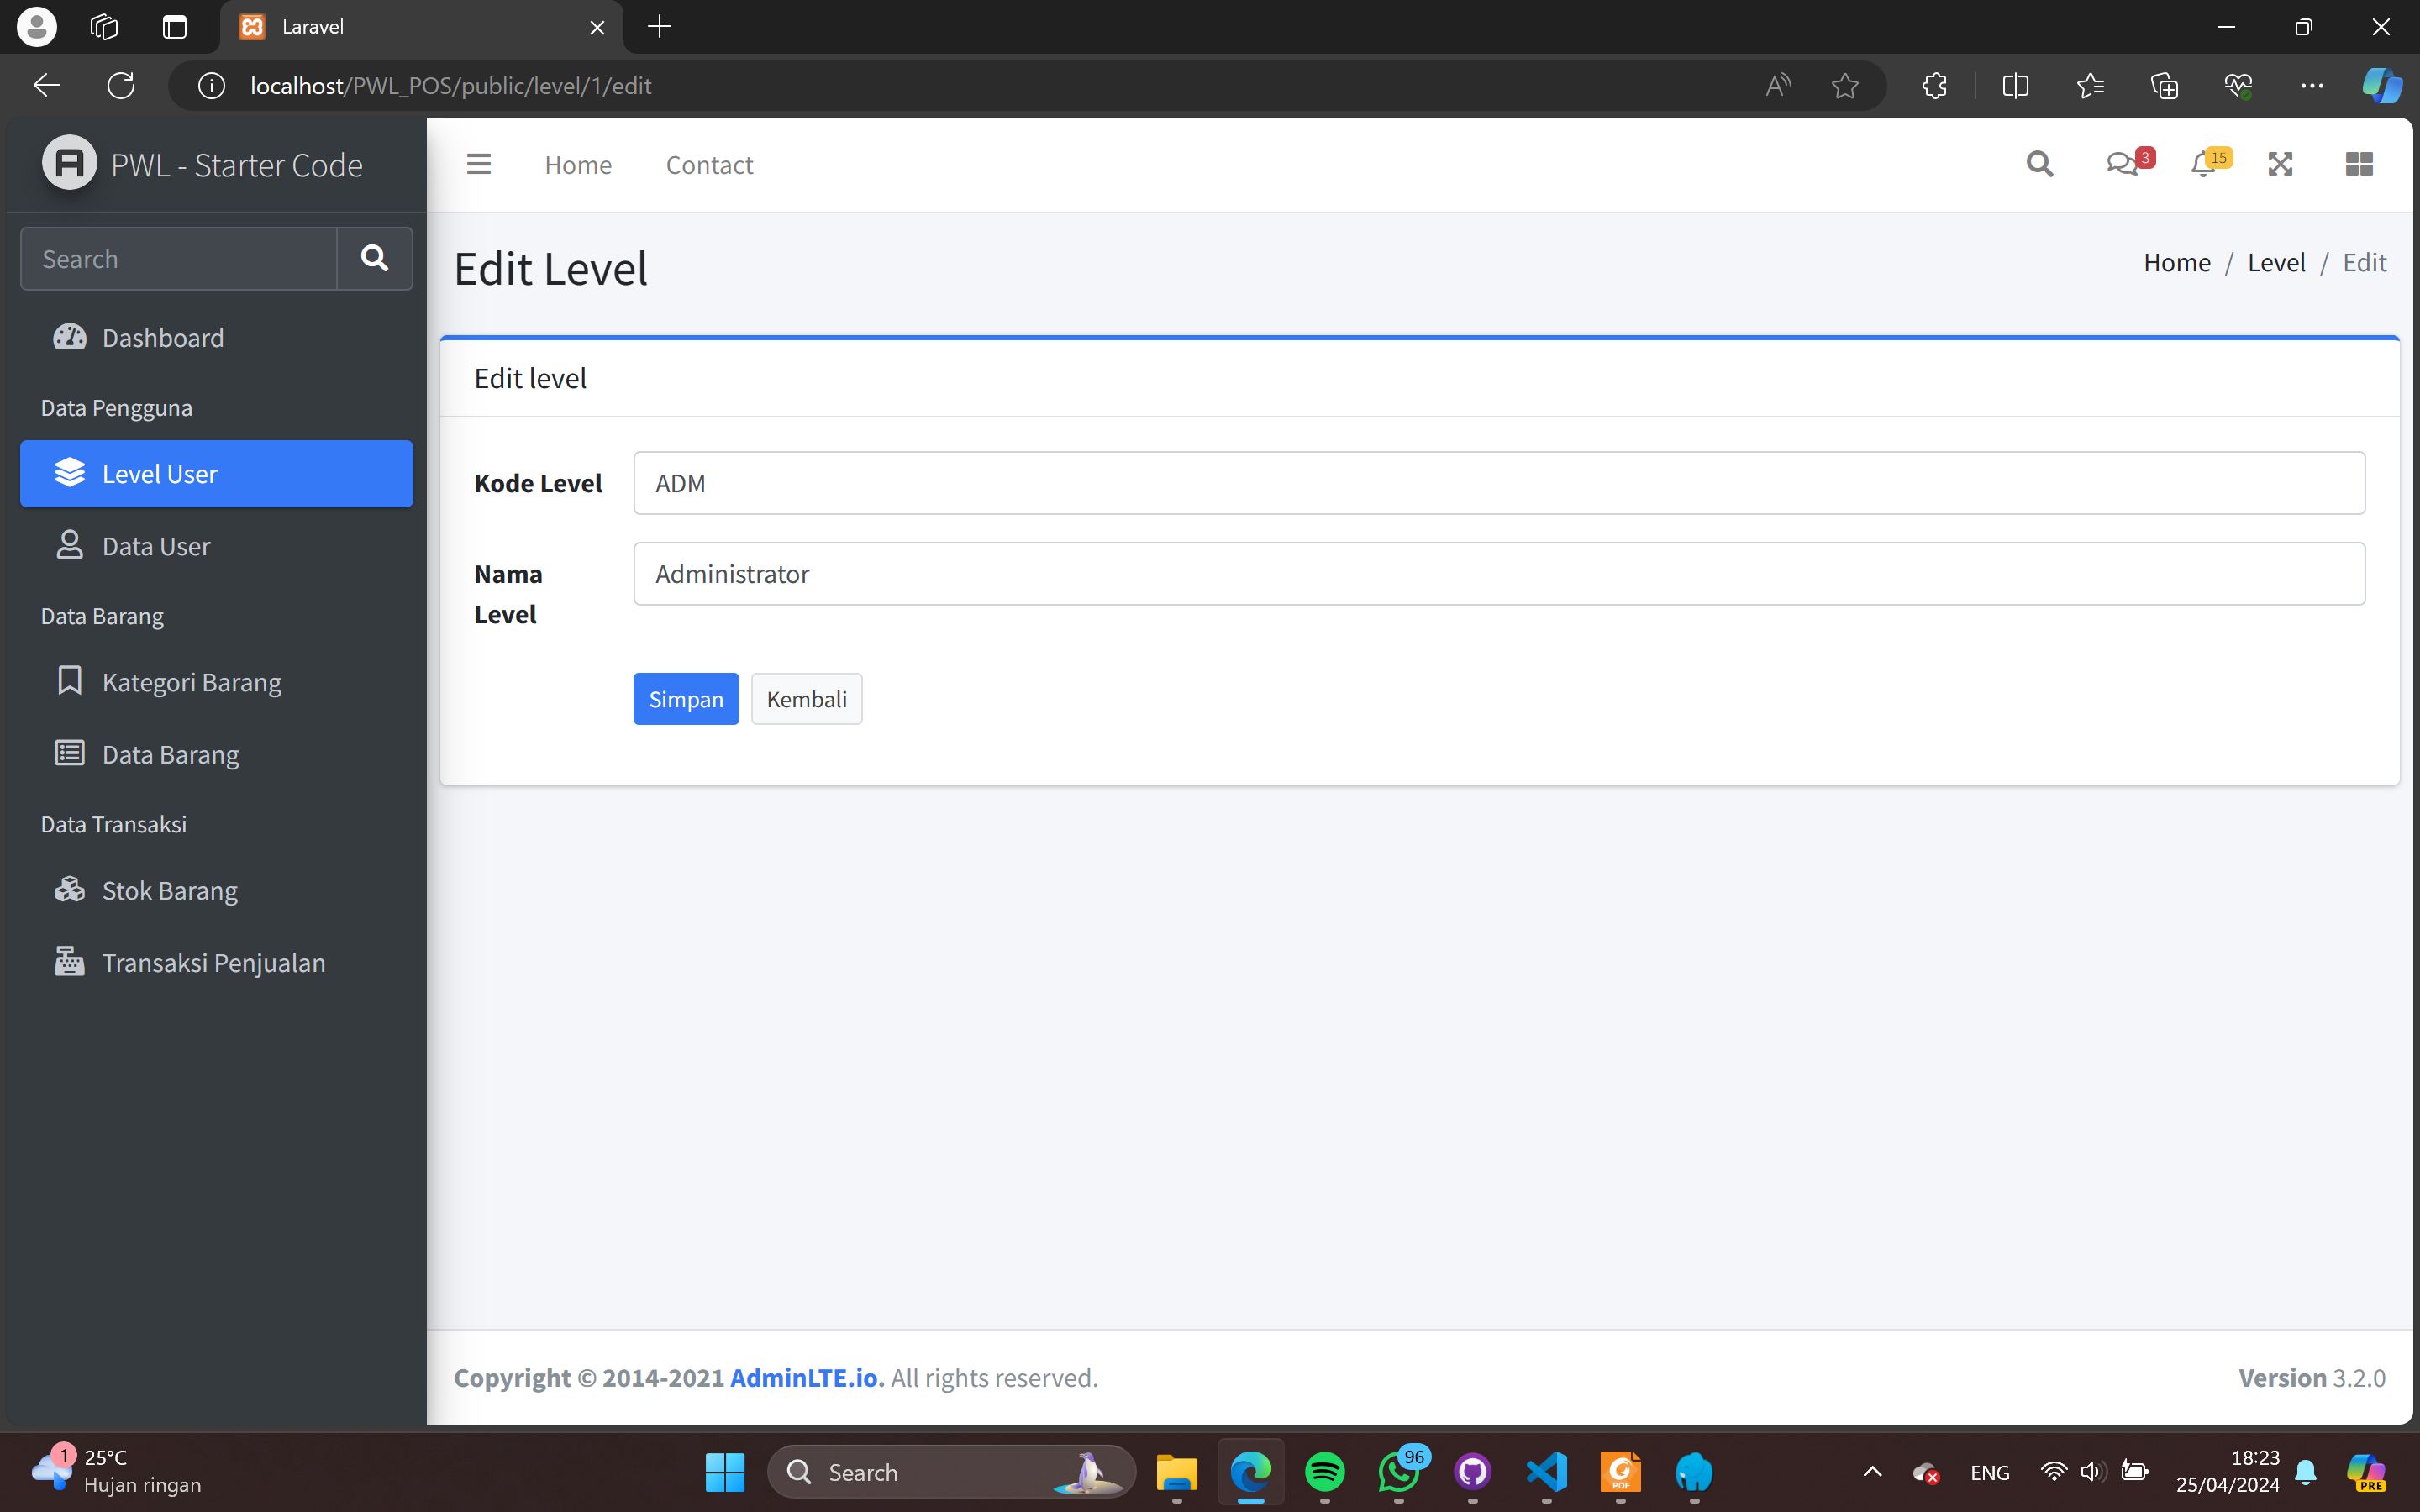 Laravel
localhost/PWL_POS/public/level/1/edit
PWL - Starter Code
Home
Contact
3
15
Search
Dashboard
Data Pengguna
Level User
Data User
Data Barang
Kategori Barang
Data Barang
Data Transaksi
Stok Barang
Transaksi Penjualan
Edit Level
Home / Level / Edit
Edit level
Kode Level
ADM
Nama
Level
Administrator
Simpan
Kembali
Copyright © 2014-2021 AdminLTE.io. All rights reserved.
Version 3.2.0
1
25°C
Hujan ringan
Search
96
PDF
ENG
18:23
25/04/2024
PRE